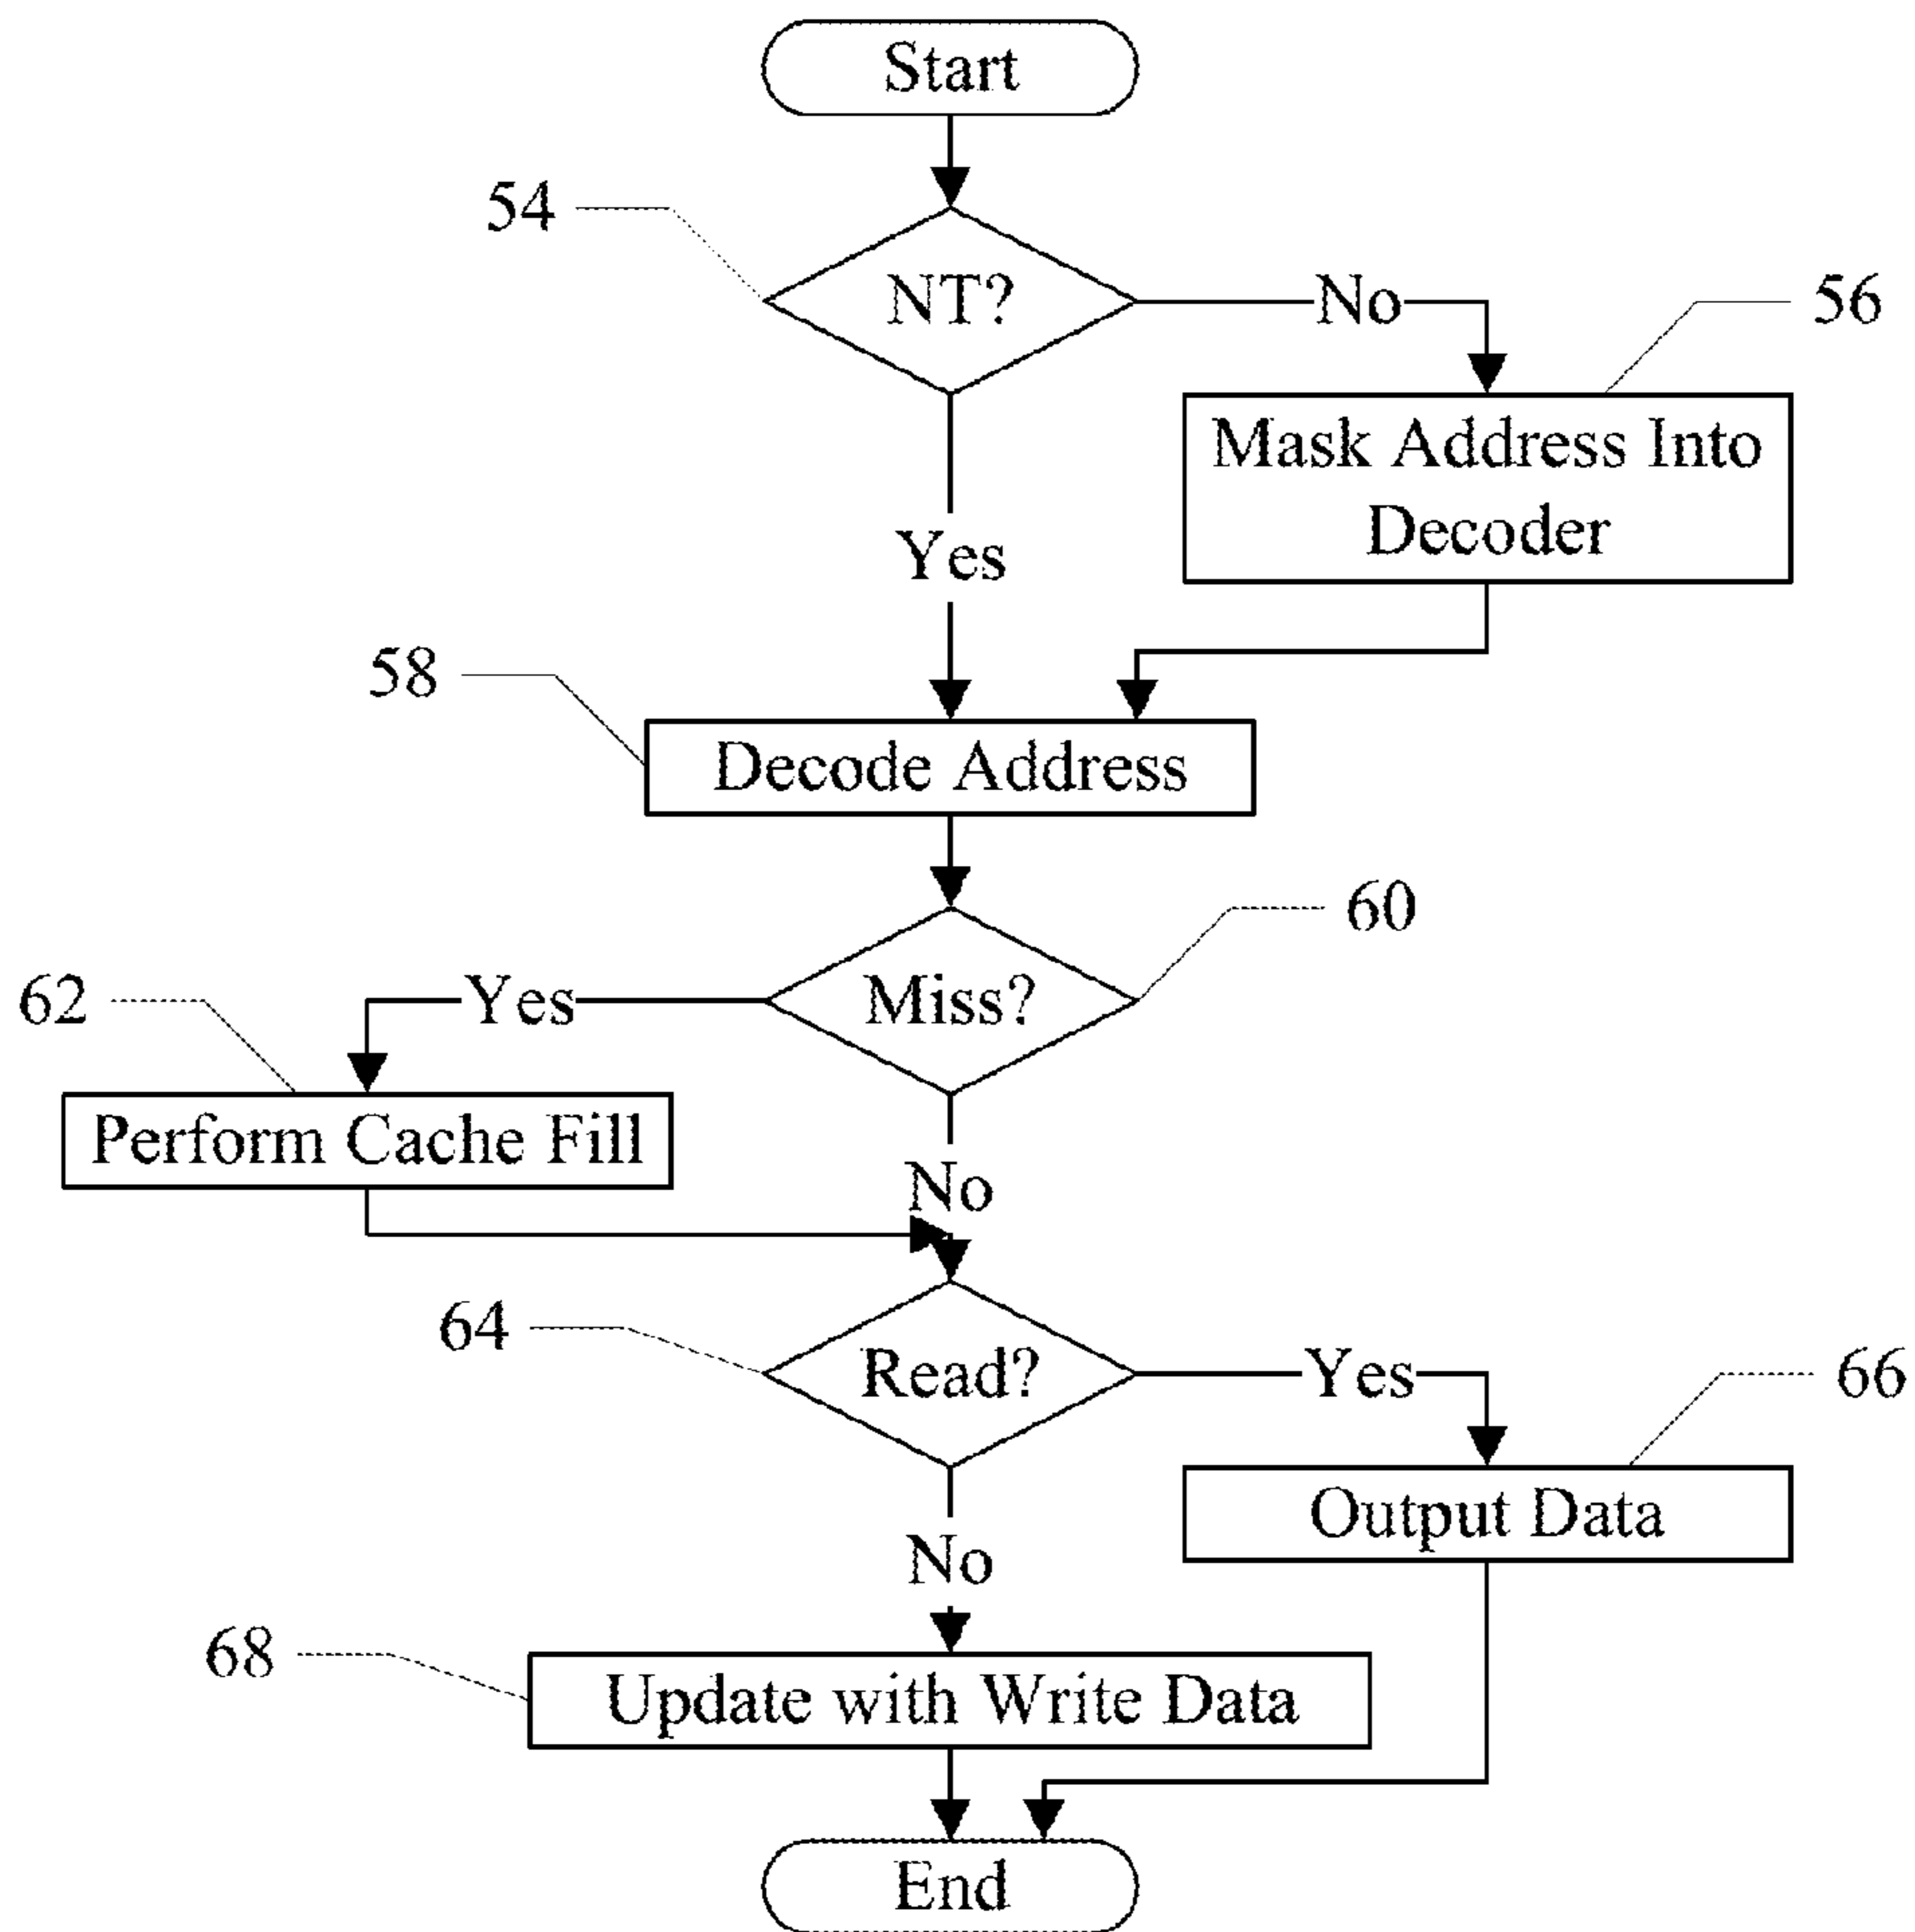 Start
54
NT?
No
56
Mask Address Into
Decoder
Yes
58
Decode Address
60
62
Yes
Miss?
Perform Cache Fill
No
64
Read?
Yes
66
Output Data
No
68
Update with Write Data
End